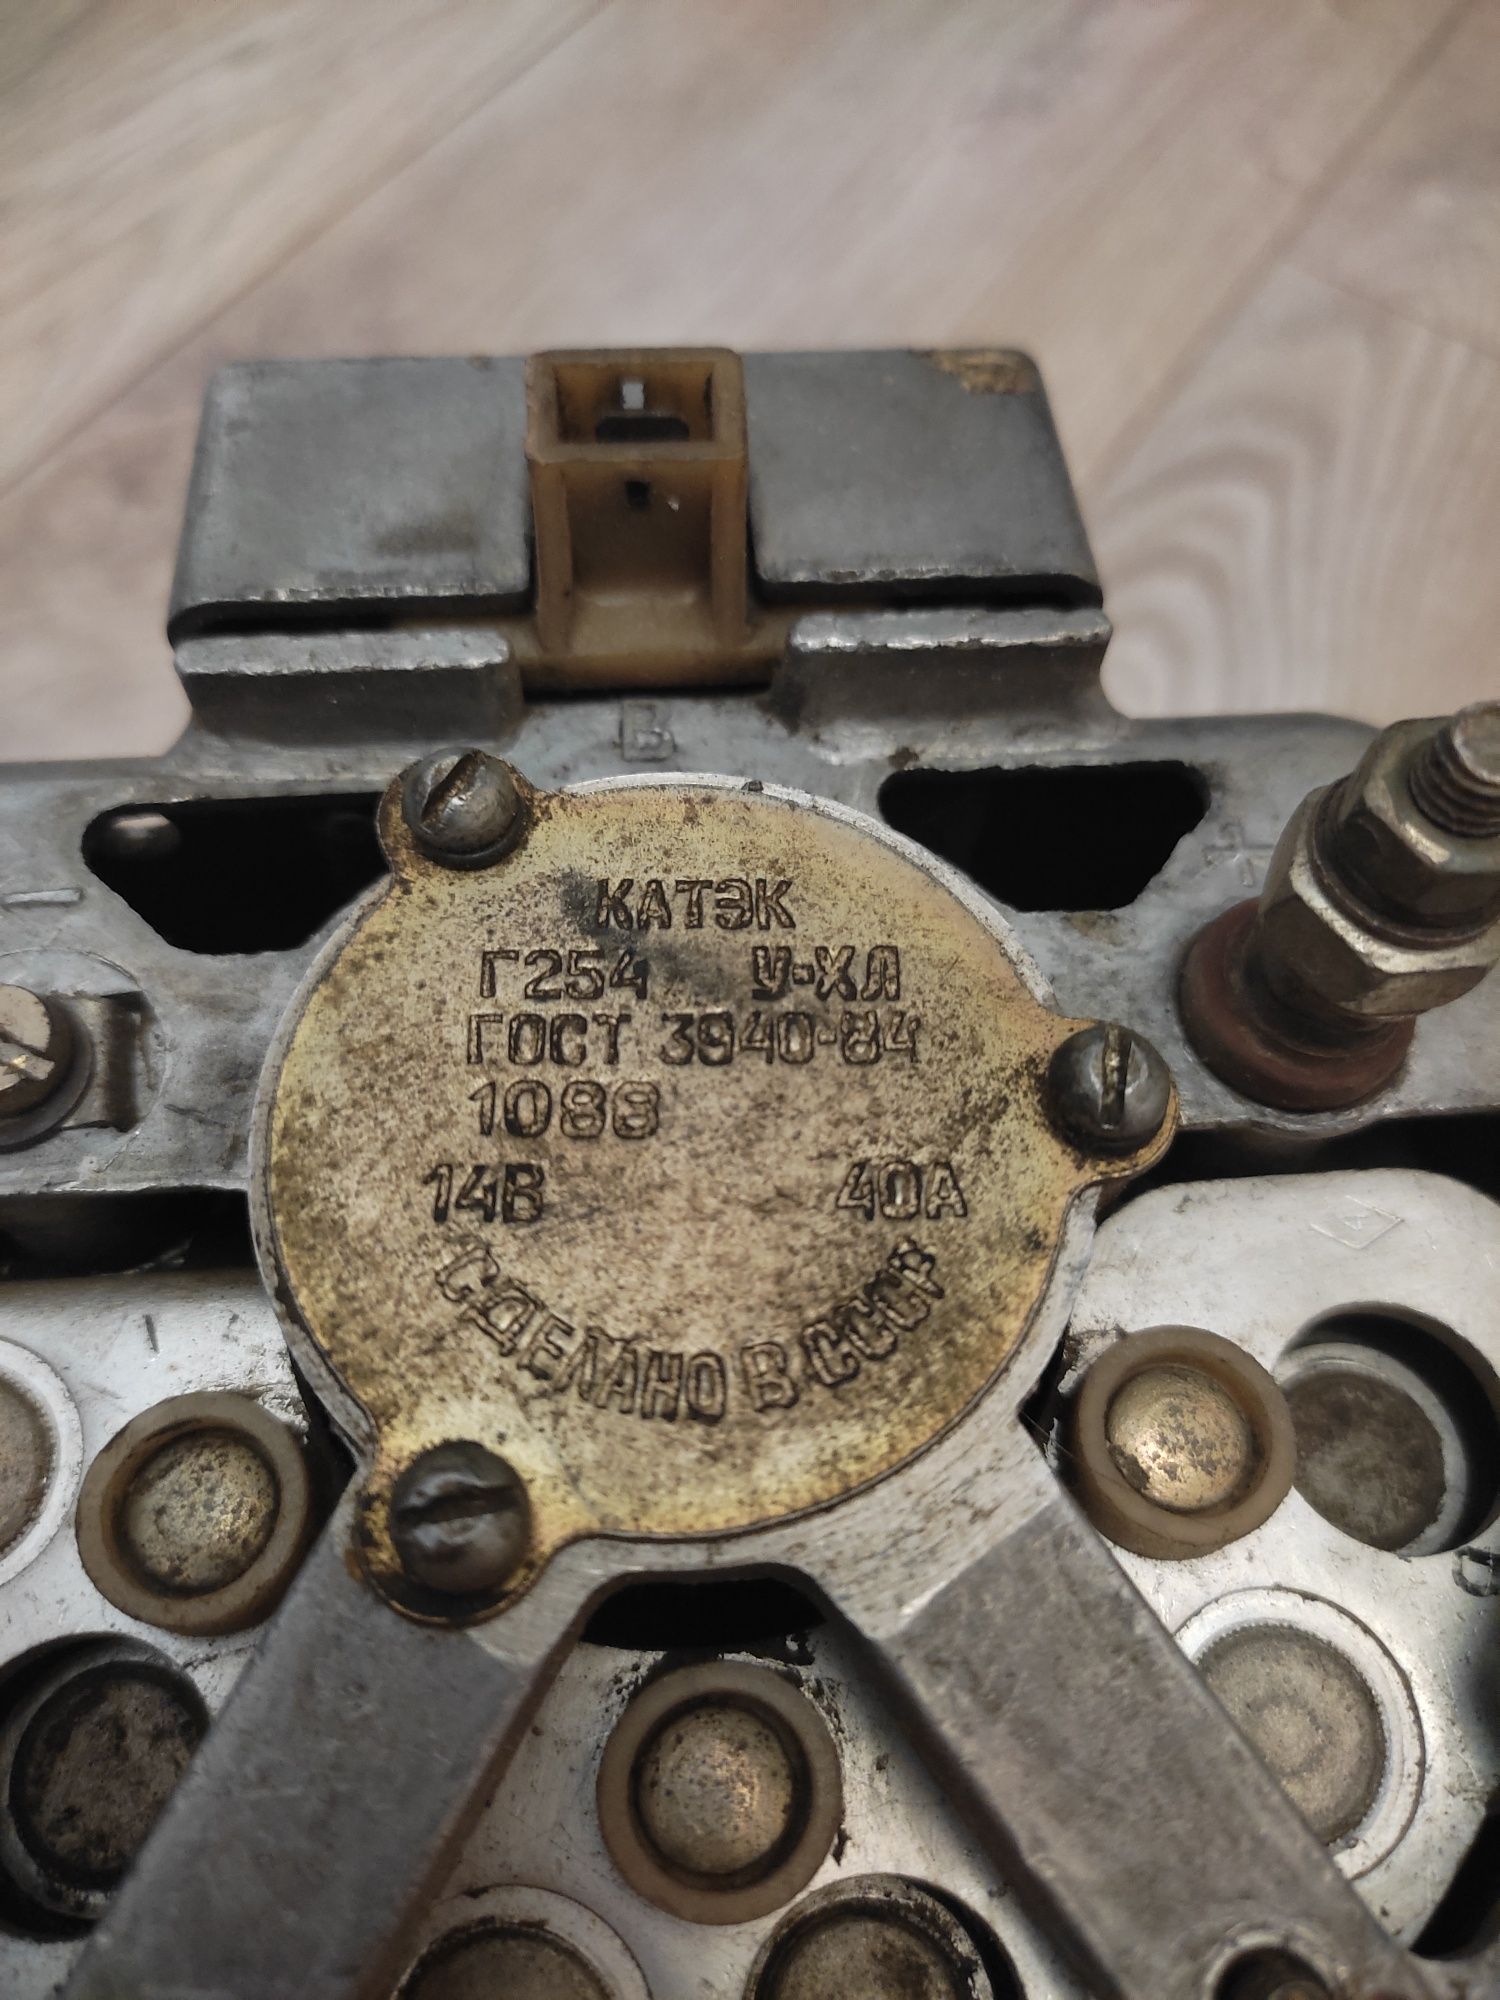 В
+
−
КАТЭК
Г254 У-ХЛ
ГОСТ 3940-84
1088
14В 40А
СДЕЛАНО В СССР